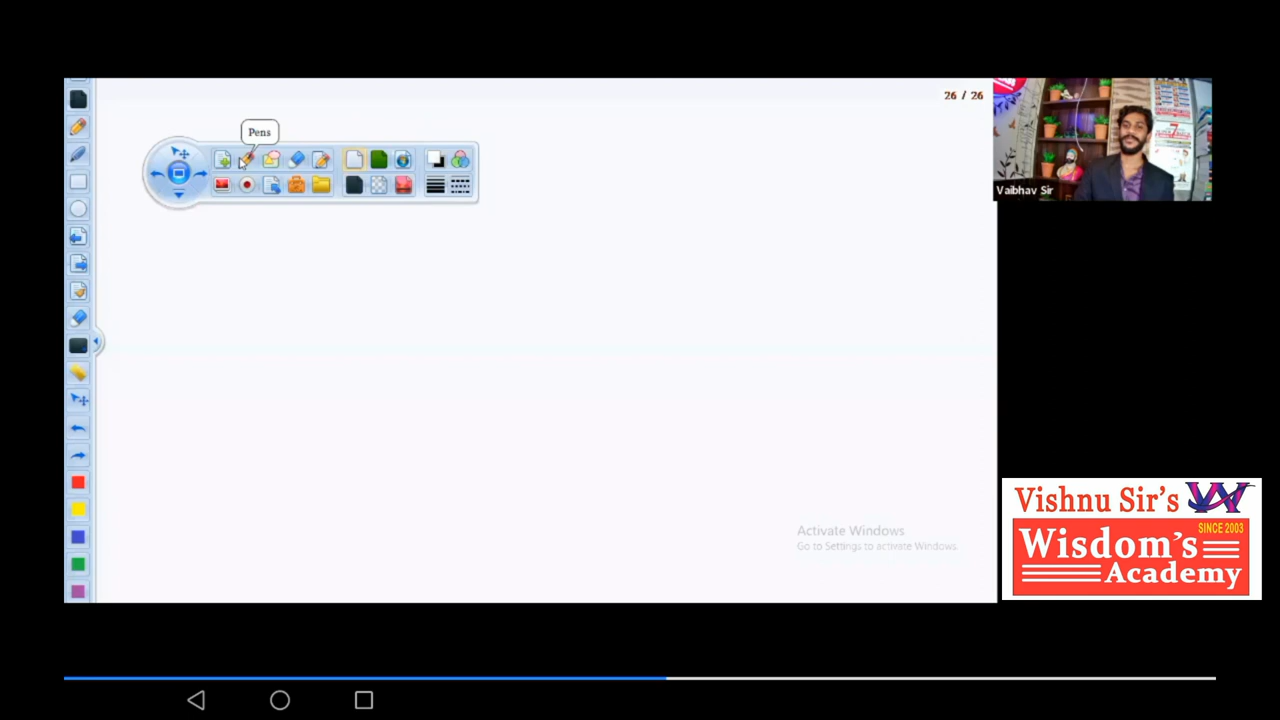 26 / 26
Pens
Vaibhav Sir
Activate Windows
Go to Settings to activate Windows.
Vishnu Sir's
SINCE 2003
Wisdom's
Academy